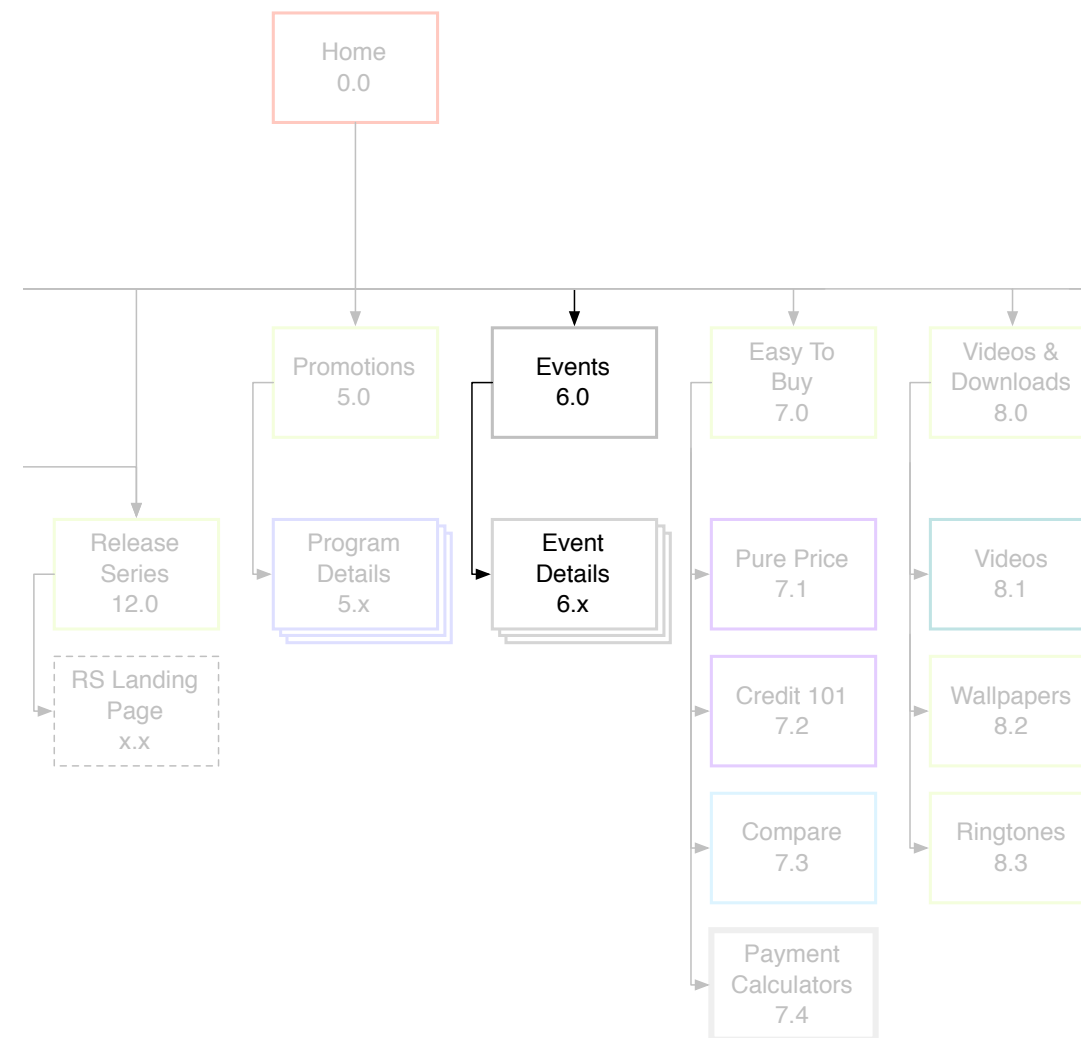 Home
0.0
Promotions
5.0
Events
6.0
Easy To
Buy
7.0
Videos &
Downloads
8.0
Release
Series
12.0
Program
Details
5.x
Event
Details
6.x
Pure Price
7.1
Videos
8.1
RS Landing
Page
x.x
Credit 101
7.2
Wallpapers
8.2
Compare
7.3
Ringtones
8.3
Payment
Calculators
7.4